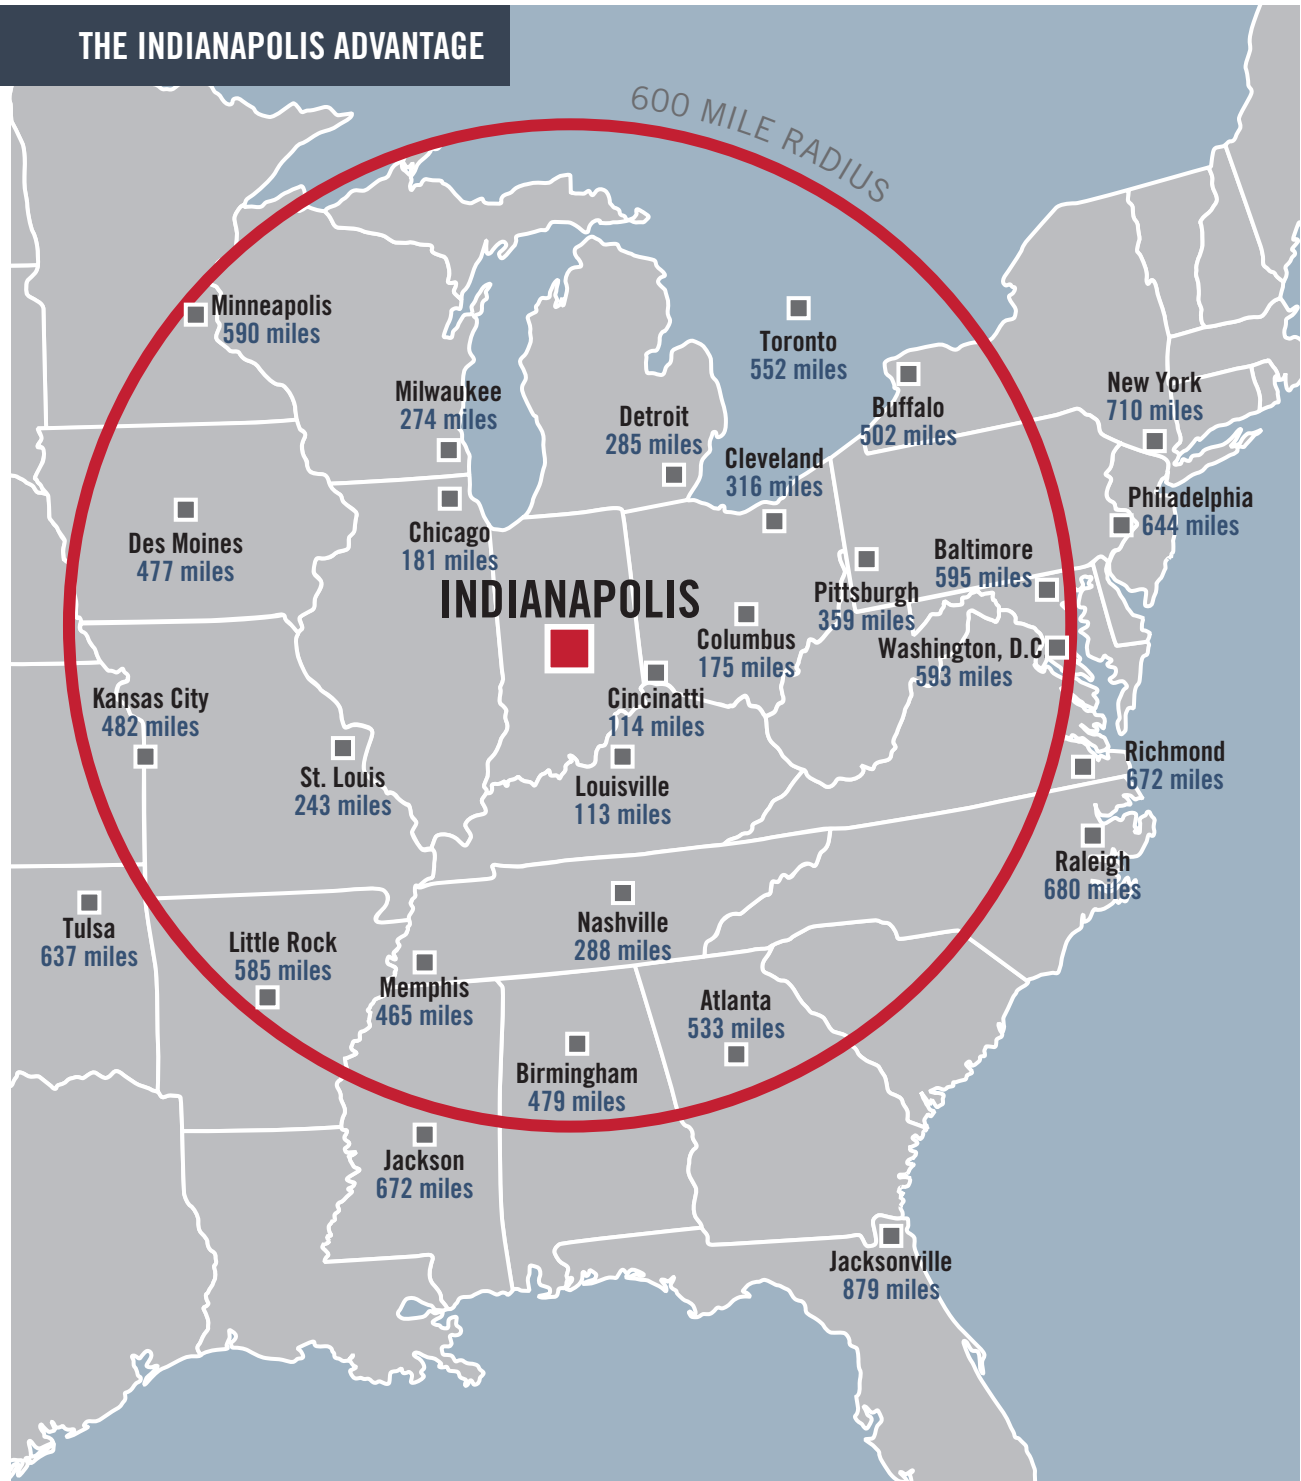 THE INDIANAPOLIS ADVANTAGE
600 MILE RADIUS
Minneapolis
590 miles
Toronto
552 miles
Milwaukee
274 miles
Detroit
285 miles
Buffalo
502 miles
New York
710 miles
Cleveland
316 miles
Philadelphia
644 miles
Des Moines
477 miles
Chicago
181 miles
Baltimore
595 miles
INDIANAPOLIS
Pittsburgh
359 miles
Columbus
175 miles
Washington, D.C
593 miles
Kansas City
482 miles
Cincinatti
114 miles
St. Louis
243 miles
Louisville
113 miles
Richmond
672 miles
Raleigh
680 miles
Tulsa
637 miles
Little Rock
585 miles
Nashville
288 miles
Memphis
465 miles
Atlanta
533 miles
Birmingham
479 miles
Jackson
672 miles
Jacksonville
879 miles